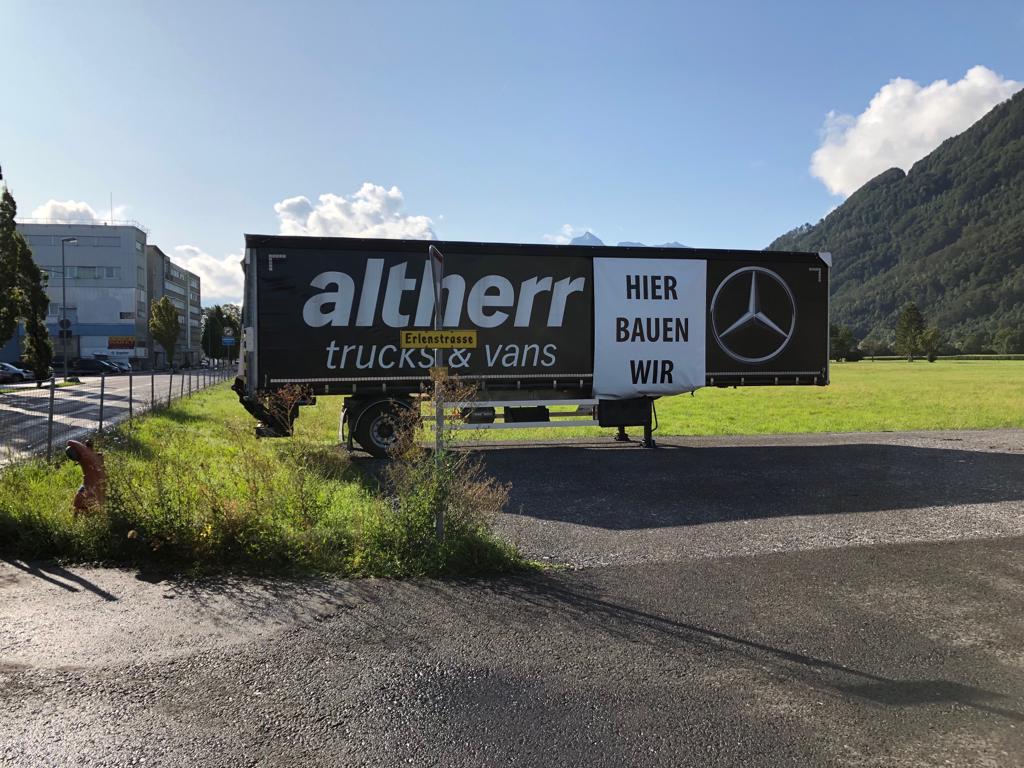 altherr
trucks & vans
HIER
BAUEN
WIR
Erlenstrasse